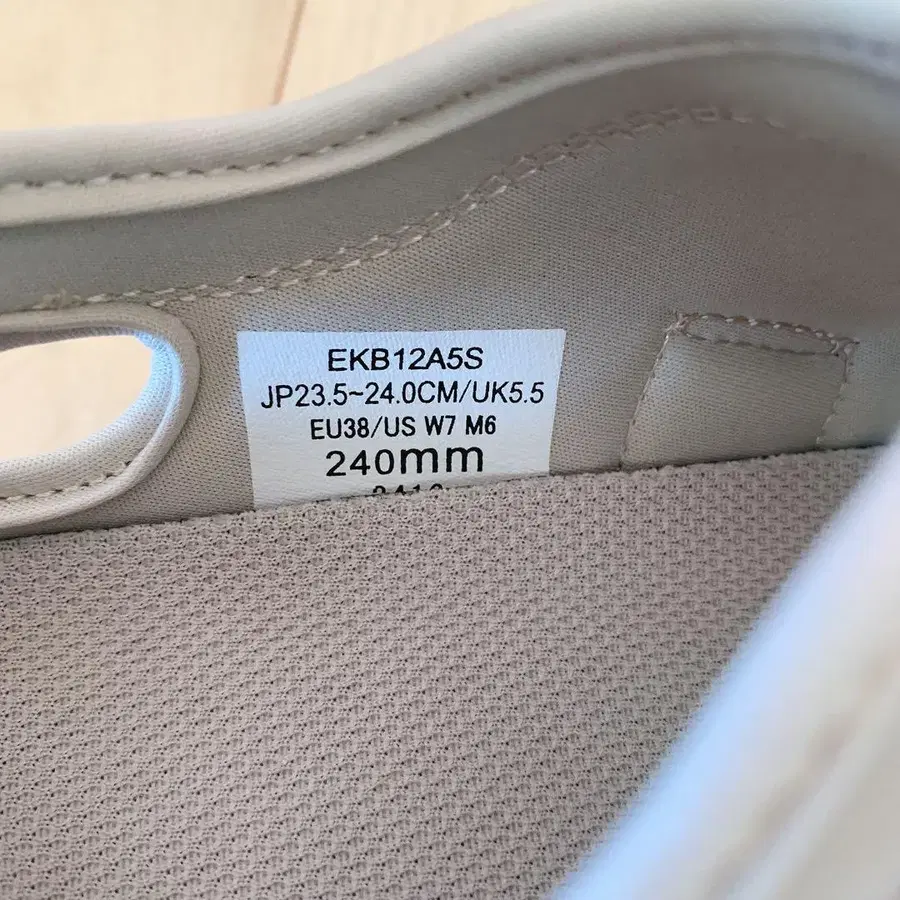 EKB12A5S
JP23.5~24.0CM/UK5.5
EU38/US W7 M6
240mm